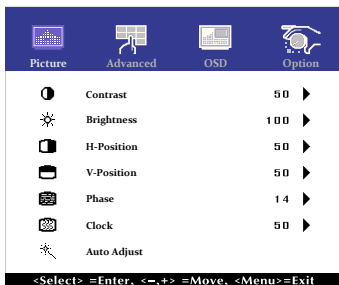 Picture Advanced OSD Option
Contrast 50
Brightness 100
H-Position 50
V-Position 50
Phase 14
Clock 50
Auto Adjust
<Select> =Enter, <−,+> =Move, <Menu>=Exit